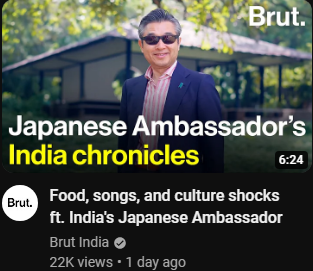 Brut.
Japanese Ambassador's
India chronicles
6:24
Brut.
Food, songs, and culture shocks
ft. India's Japanese Ambassador
Brut India
22K views • 1 day ago